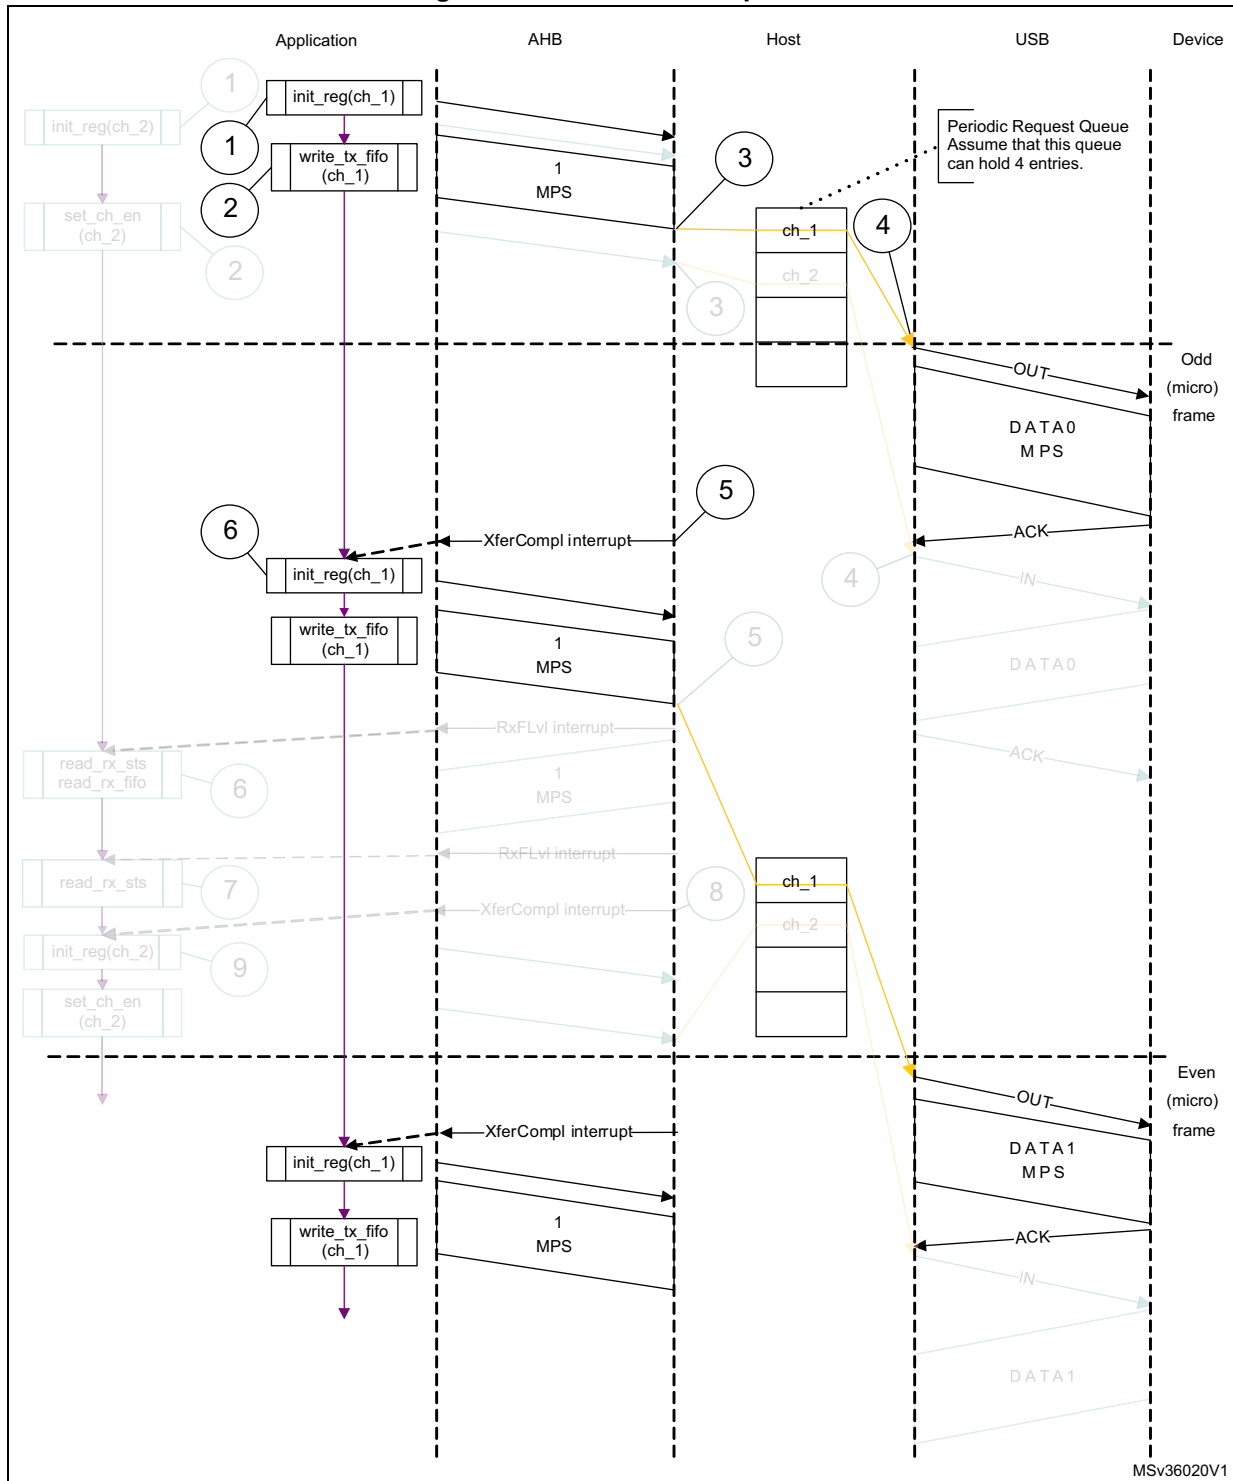 Application
AHB
Host
USB
Device
1
init_reg(ch_1)
init_reg(ch_2)
1
write_tx_fifo
(ch_1)
1
MPS
3
Periodic Request Queue
Assume that this queue
can hold 4 entries.
2
set_ch_en
(ch_2)
2
ch_1
4
ch_2
3
Odd
(micro)
frame
OUT
DATA0
MPS
5
6
XferCompl interrupt
ACK
init_reg(ch_1)
4
IN
write_tx_fifo
(ch_1)
1
MPS
5
DATA0
RxFLvl interrupt
ACK
read_rx_sts
read_rx_fifo
6
1
MPS
RxFLvl interrupt
read_rx_sts
7
8
ch_1
XferCompl interrupt
ch_2
init_reg(ch_2)
9
set_ch_en
(ch_2)
Even
(micro)
frame
OUT
XferCompl interrupt
DATA1
MPS
init_reg(ch_1)
write_tx_fifo
(ch_1)
1
MPS
ACK
IN
DATA1
MSv36020V1